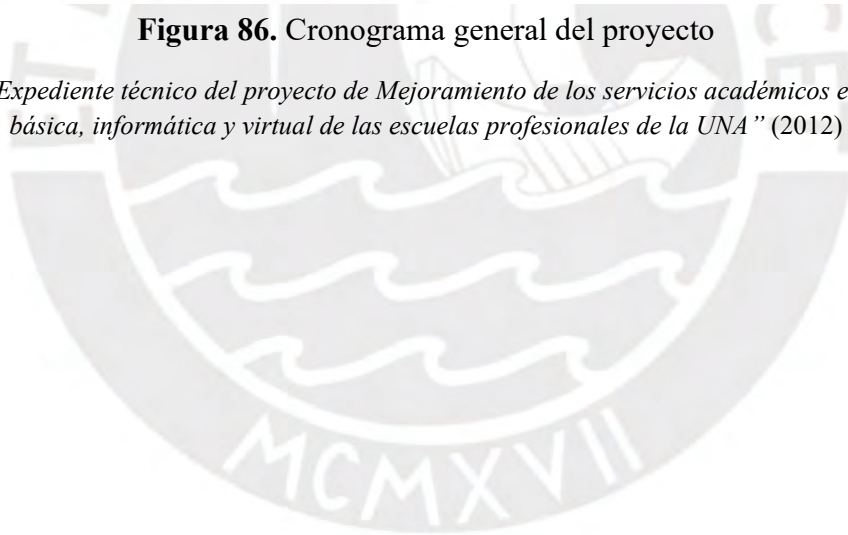 Figura 86. Cronograma general del proyecto
Expediente técnico del proyecto de Mejoramiento de los servicios académicos e
básica, informática y virtual de las escuelas profesionales de la UNA” (2012)
MCMXVII